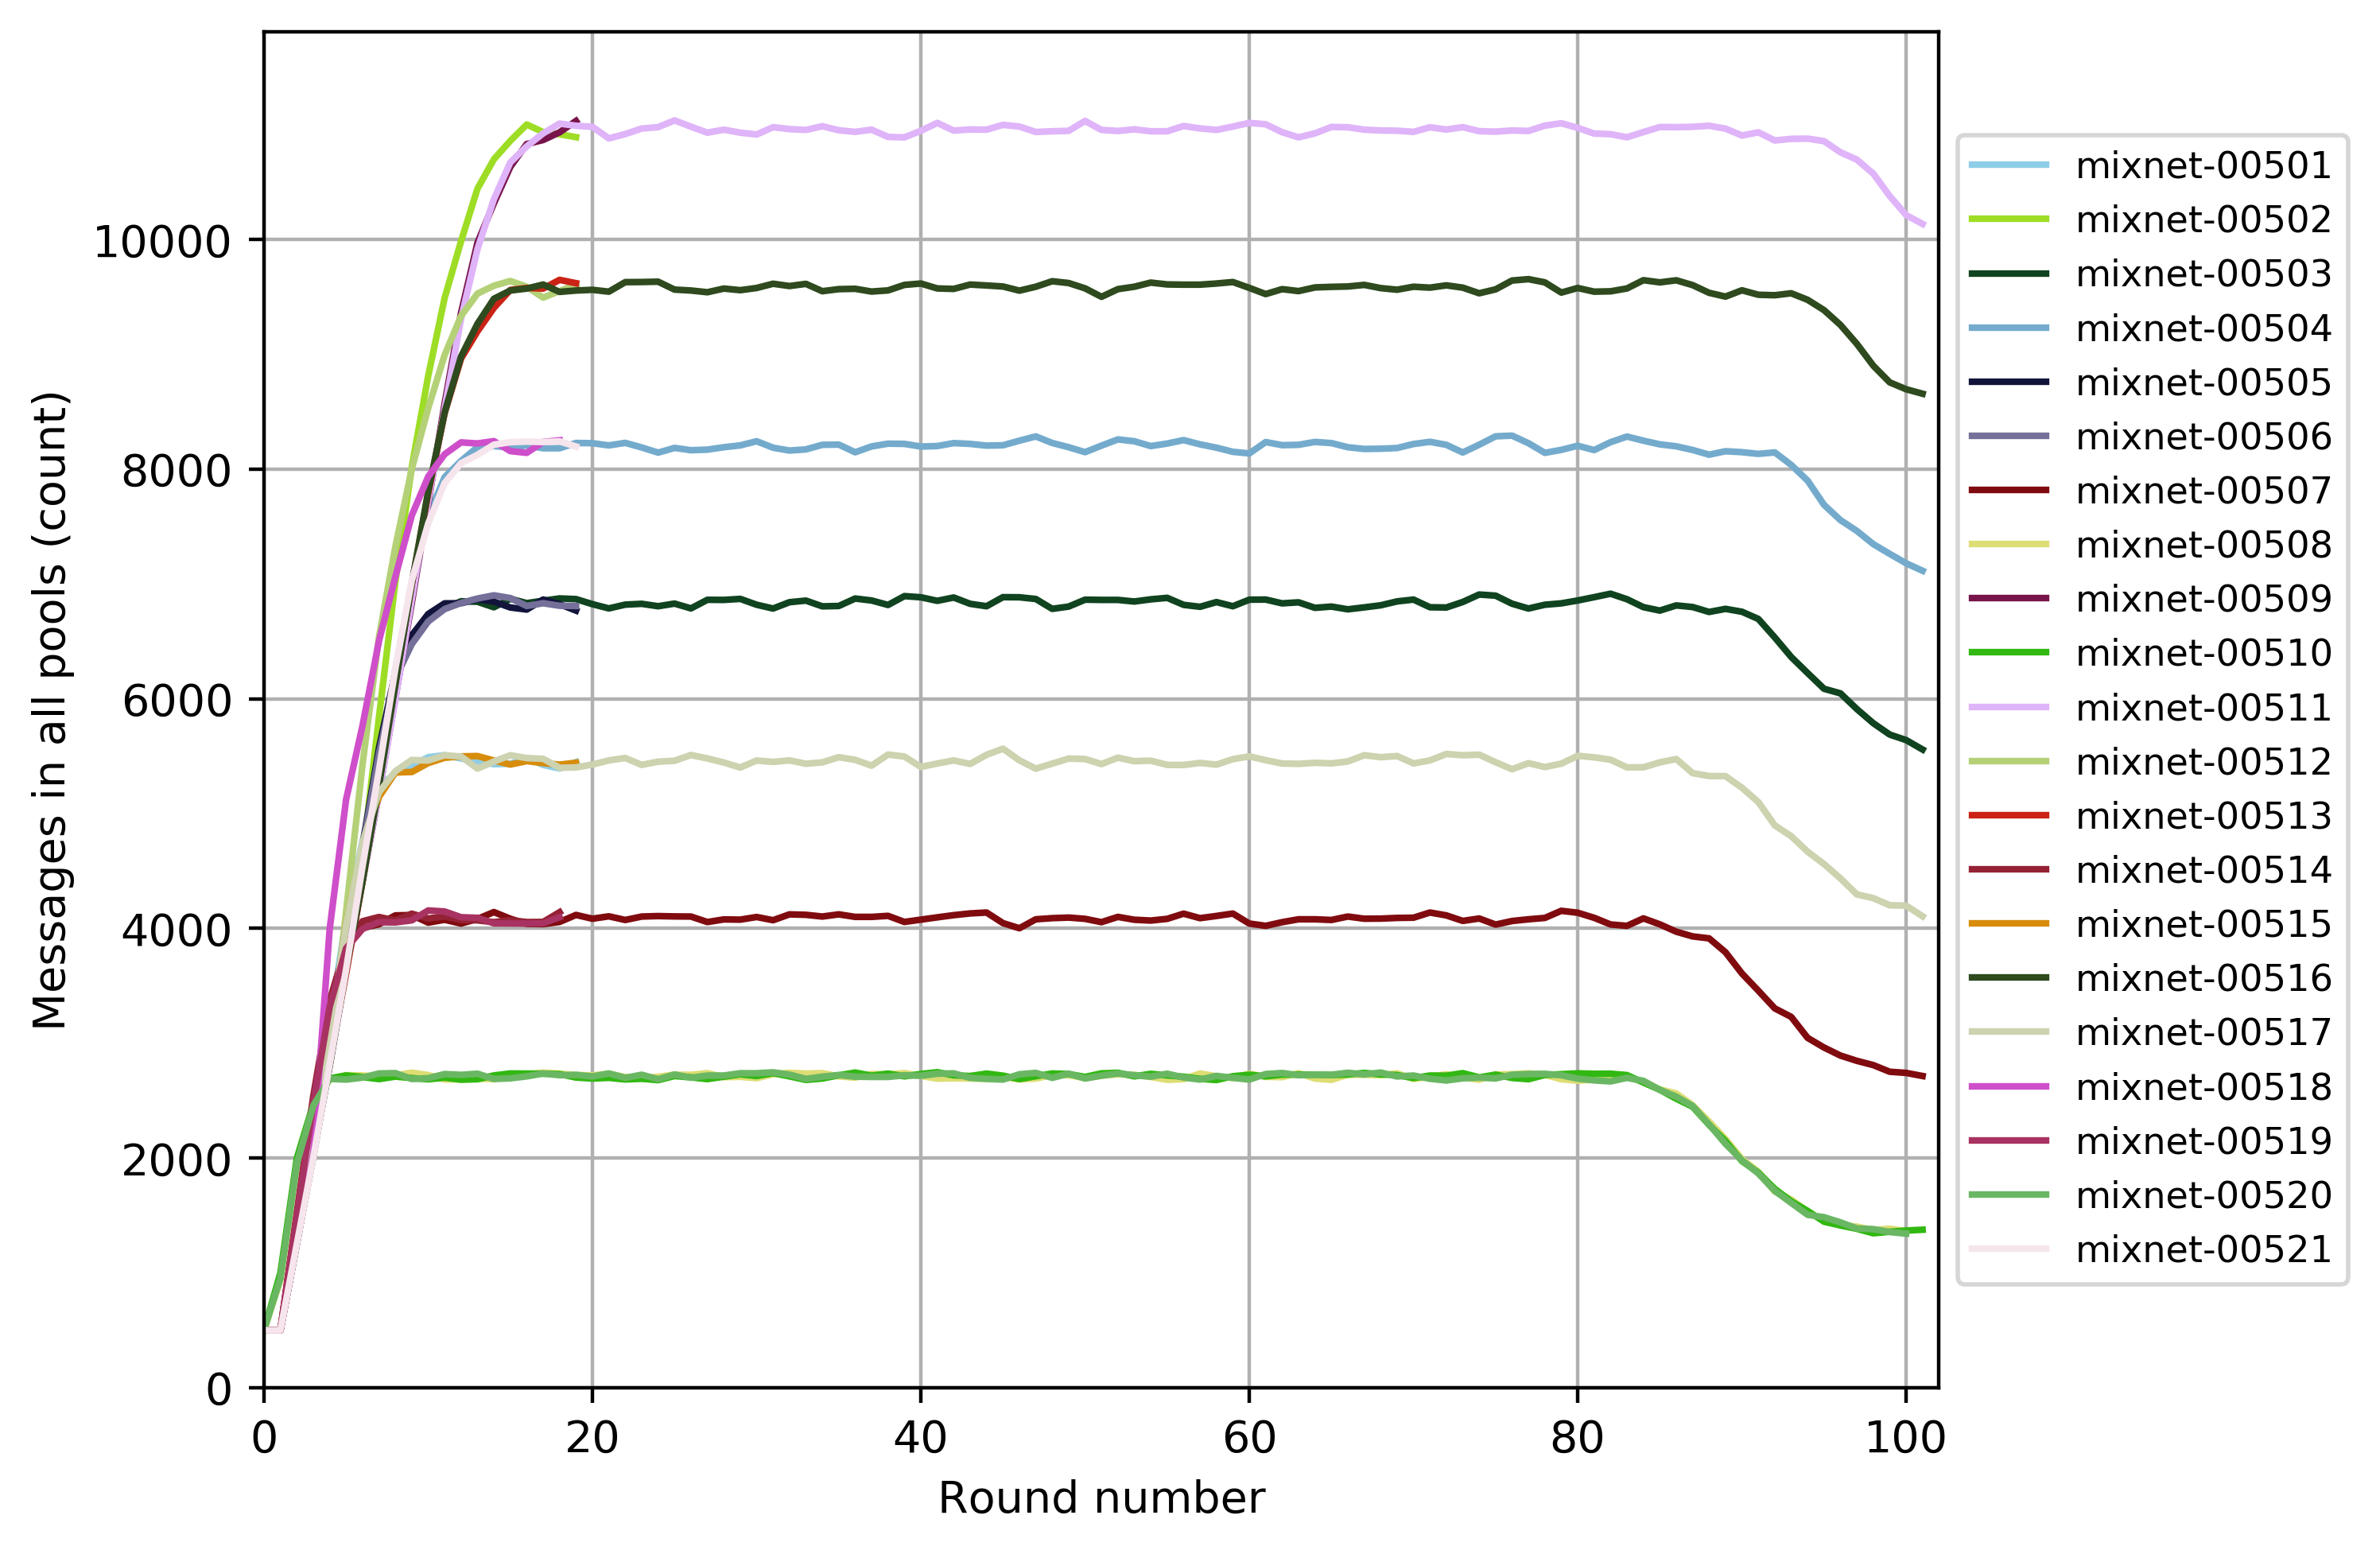 Messages in all pools (count)
10000
8000
6000
4000
2000
0
0 20 40 60 80 100
Round number
mixnet-00501
mixnet-00502
mixnet-00503
mixnet-00504
mixnet-00505
mixnet-00506
mixnet-00507
mixnet-00508
mixnet-00509
mixnet-00510
mixnet-00511
mixnet-00512
mixnet-00513
mixnet-00514
mixnet-00515
mixnet-00516
mixnet-00517
mixnet-00518
mixnet-00519
mixnet-00520
mixnet-00521